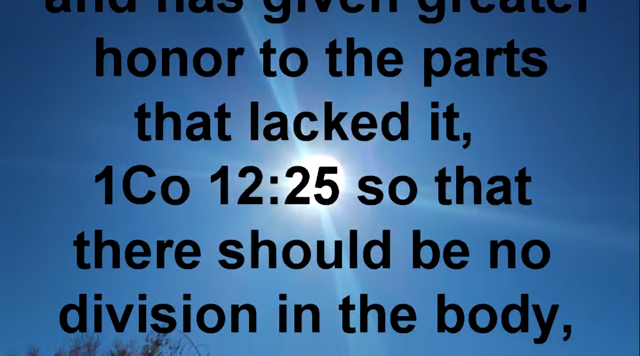 and has given greater
honor to the parts
that lacked it,
1Co 12:25 so that
there should be no
division in the body,